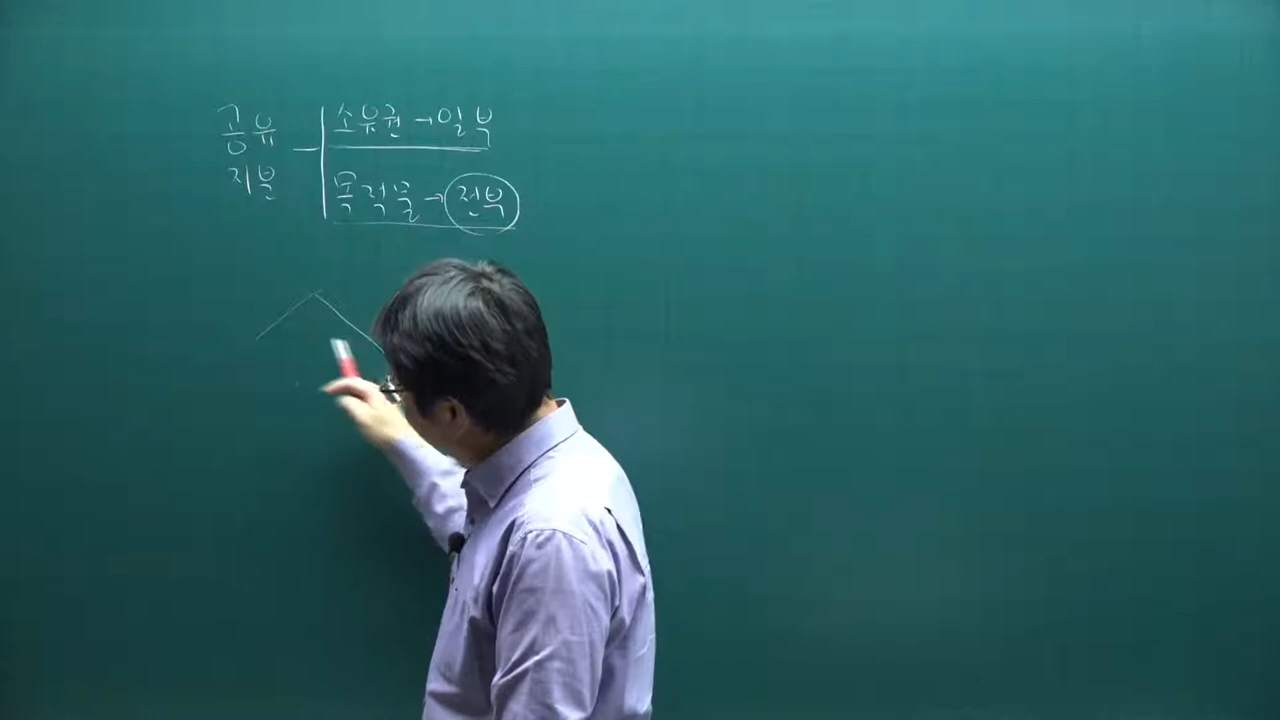 공유
지분
소유권 → 일부
목적물 → 전부